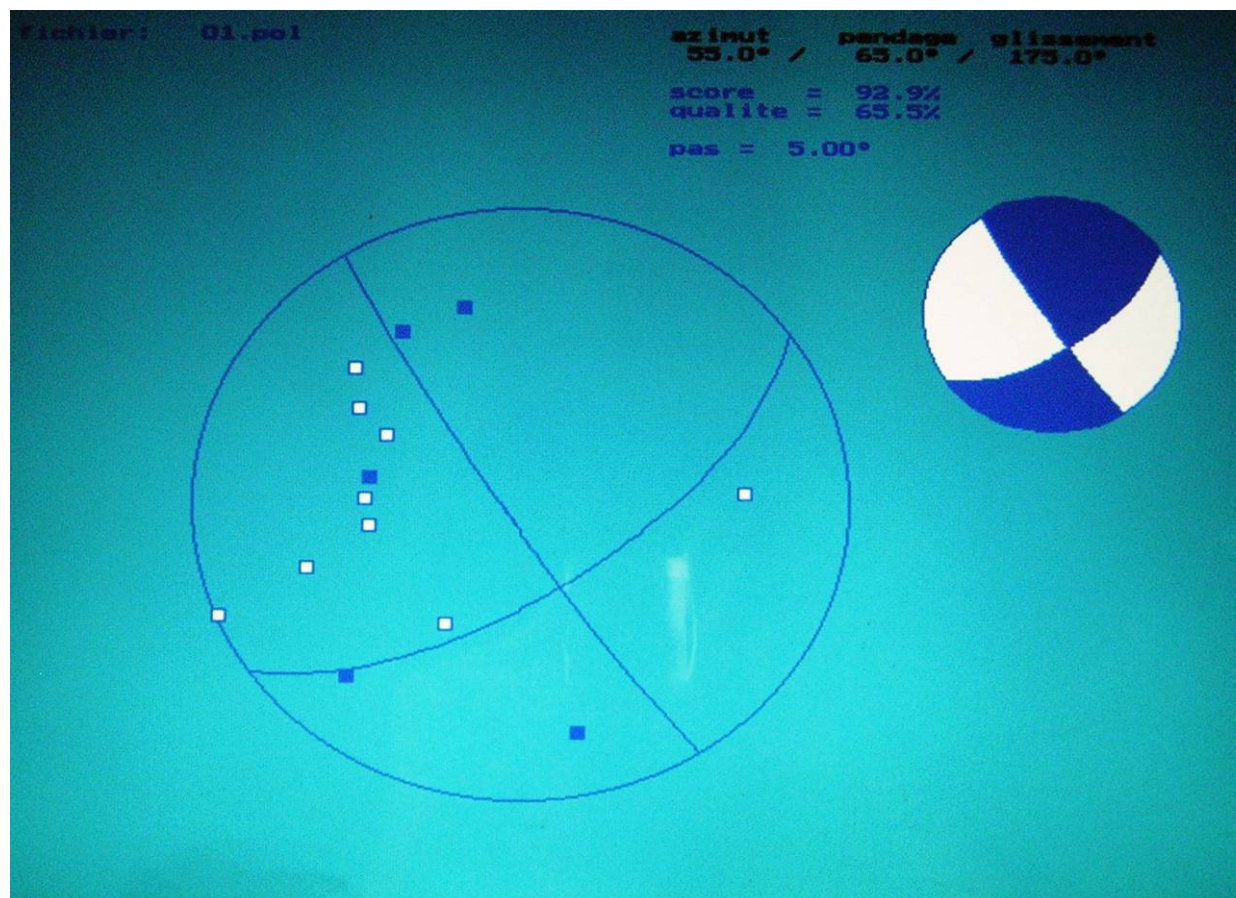 fichier: 01.pol
azimut pendage glissement
55.0° / 65.0° / 175.0°
score = 92.9%
qualite = 65.5%
pas = 5.00°